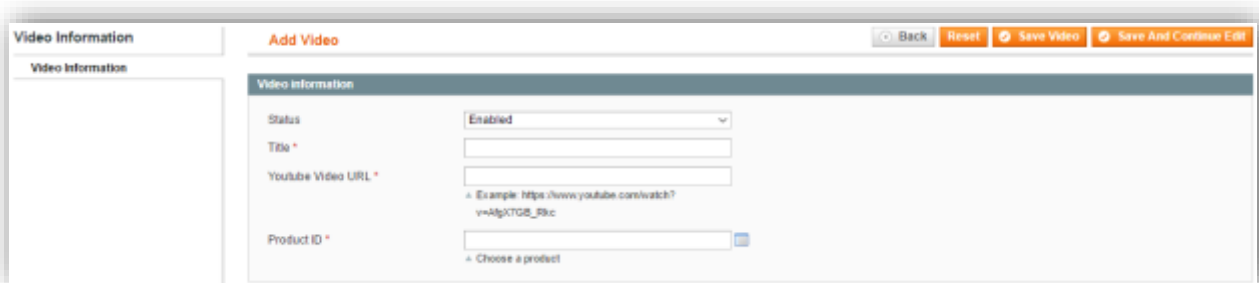 Video Information
Add Video
Back
Reset
Save Video
Save And Continue Edit
Video Information
Video Information
Status
Enabled
Title *
Youtube Video URL *
Example: https://www.youtube.com/watch?
Product ID *
Choose a product